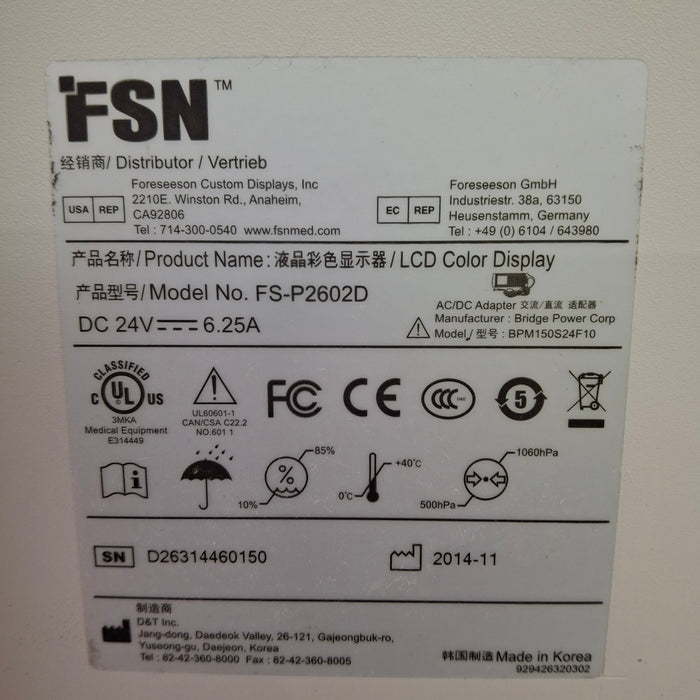 FSN™
经销商/ Distributor / Vertrieb
USA REP
Foreseeson Custom Displays, Inc
2210E. Winston Rd., Anaheim,
CA92806
Tel : 714-300-0540 www.fsnmed.com
EC REP
Foreseeson GmbH
Industriestr. 38a, 63150
Heusenstamm, Germany
Tel : +49 (0) 6104 / 643980
产品名称/ Product Name : 液晶彩色显示器/ LCD Color Display
产品型号/ Model No. FS-P2602D
DC 24V 6.25A
AC/DC Adapter 交流/直流 适配器
Manufacturer : Bridge Power Corp
Model / 型号 : BPM150S24F10
CLASSIFIED
C UL US
3MKA
Medical Equipment
E314449
UL60601-1
CAN/CSA C22.2
NO.601 1
FC
CE
CCC S&E
5
i
10% % 85%
0℃ +40℃
500hPa 1060hPa
SN D26314460150
2014-11
制造商
D&T Inc.
Jang-dong, Daedeok Valley, 26-121, Gajeongbuk-ro,
Yuseong-gu, Daejeon, Korea
Tel : 82-42-360-8000 Fax : 82-42-360-8005
韩国制造 Made in Korea
929426320302